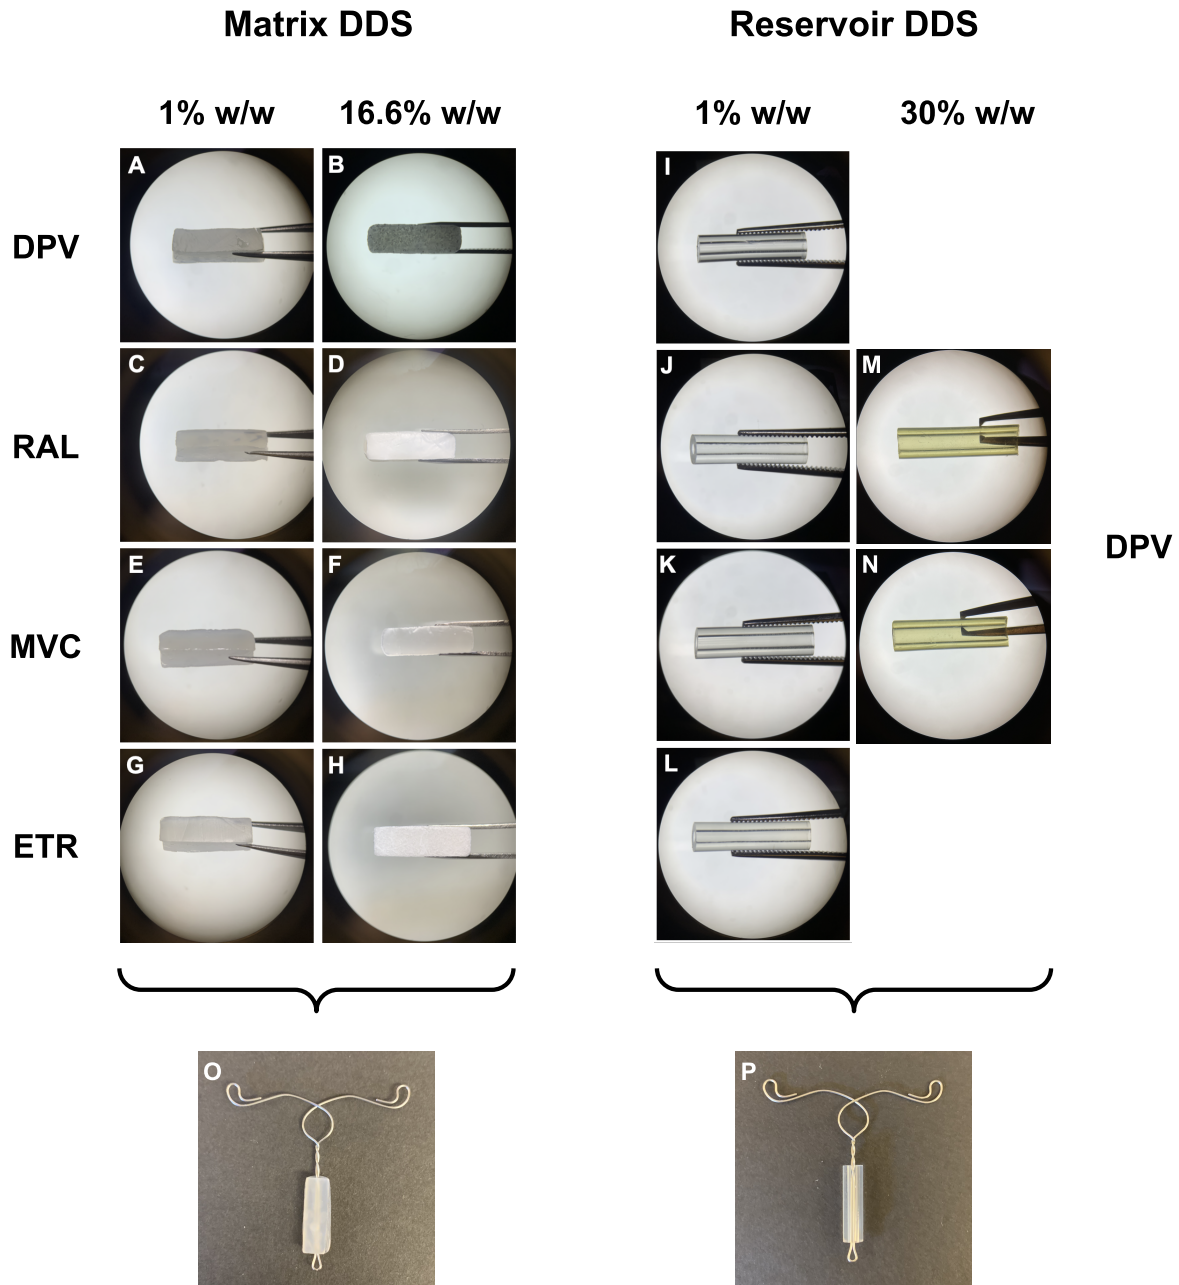 Matrix DDS Reservoir DDS
1% w/w 16.6% w/w 1% w/w 30% w/w
A B I
DPV
C D J M
RAL
DPV
E F K N
MVC
G H L
ETR
O P